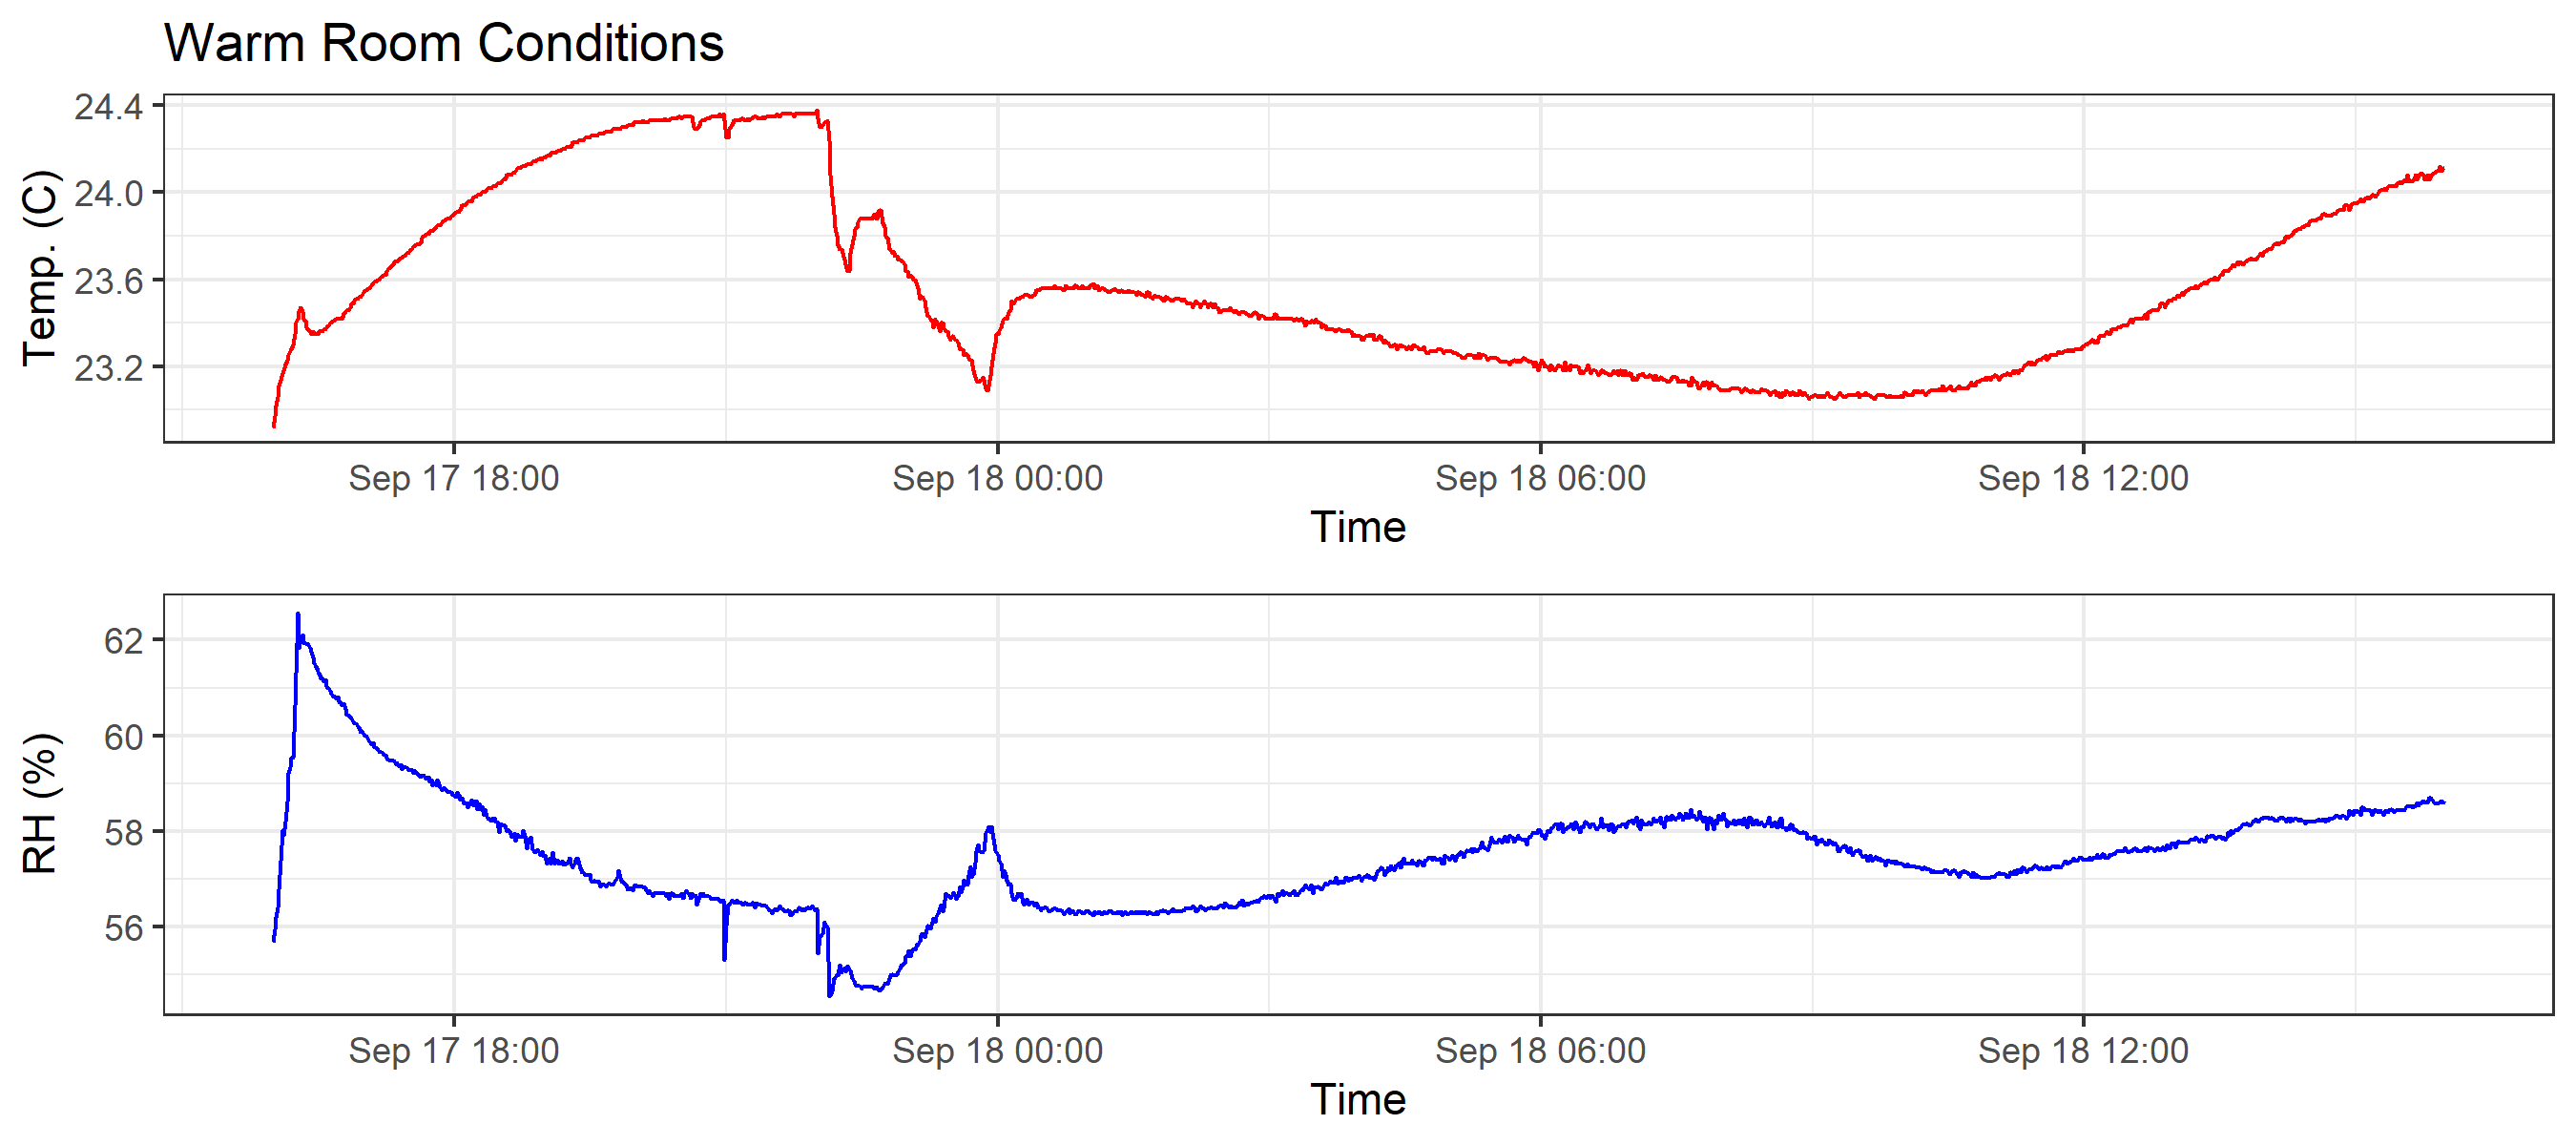 Warm Room Conditions
Temp. (C)
24.4
24.0
23.6
23.2
Sep 17 18:00 Sep 18 00:00 Sep 18 06:00 Sep 18 12:00
Time
RH (%)
62
60
58
56
Sep 17 18:00 Sep 18 00:00 Sep 18 06:00 Sep 18 12:00
Time